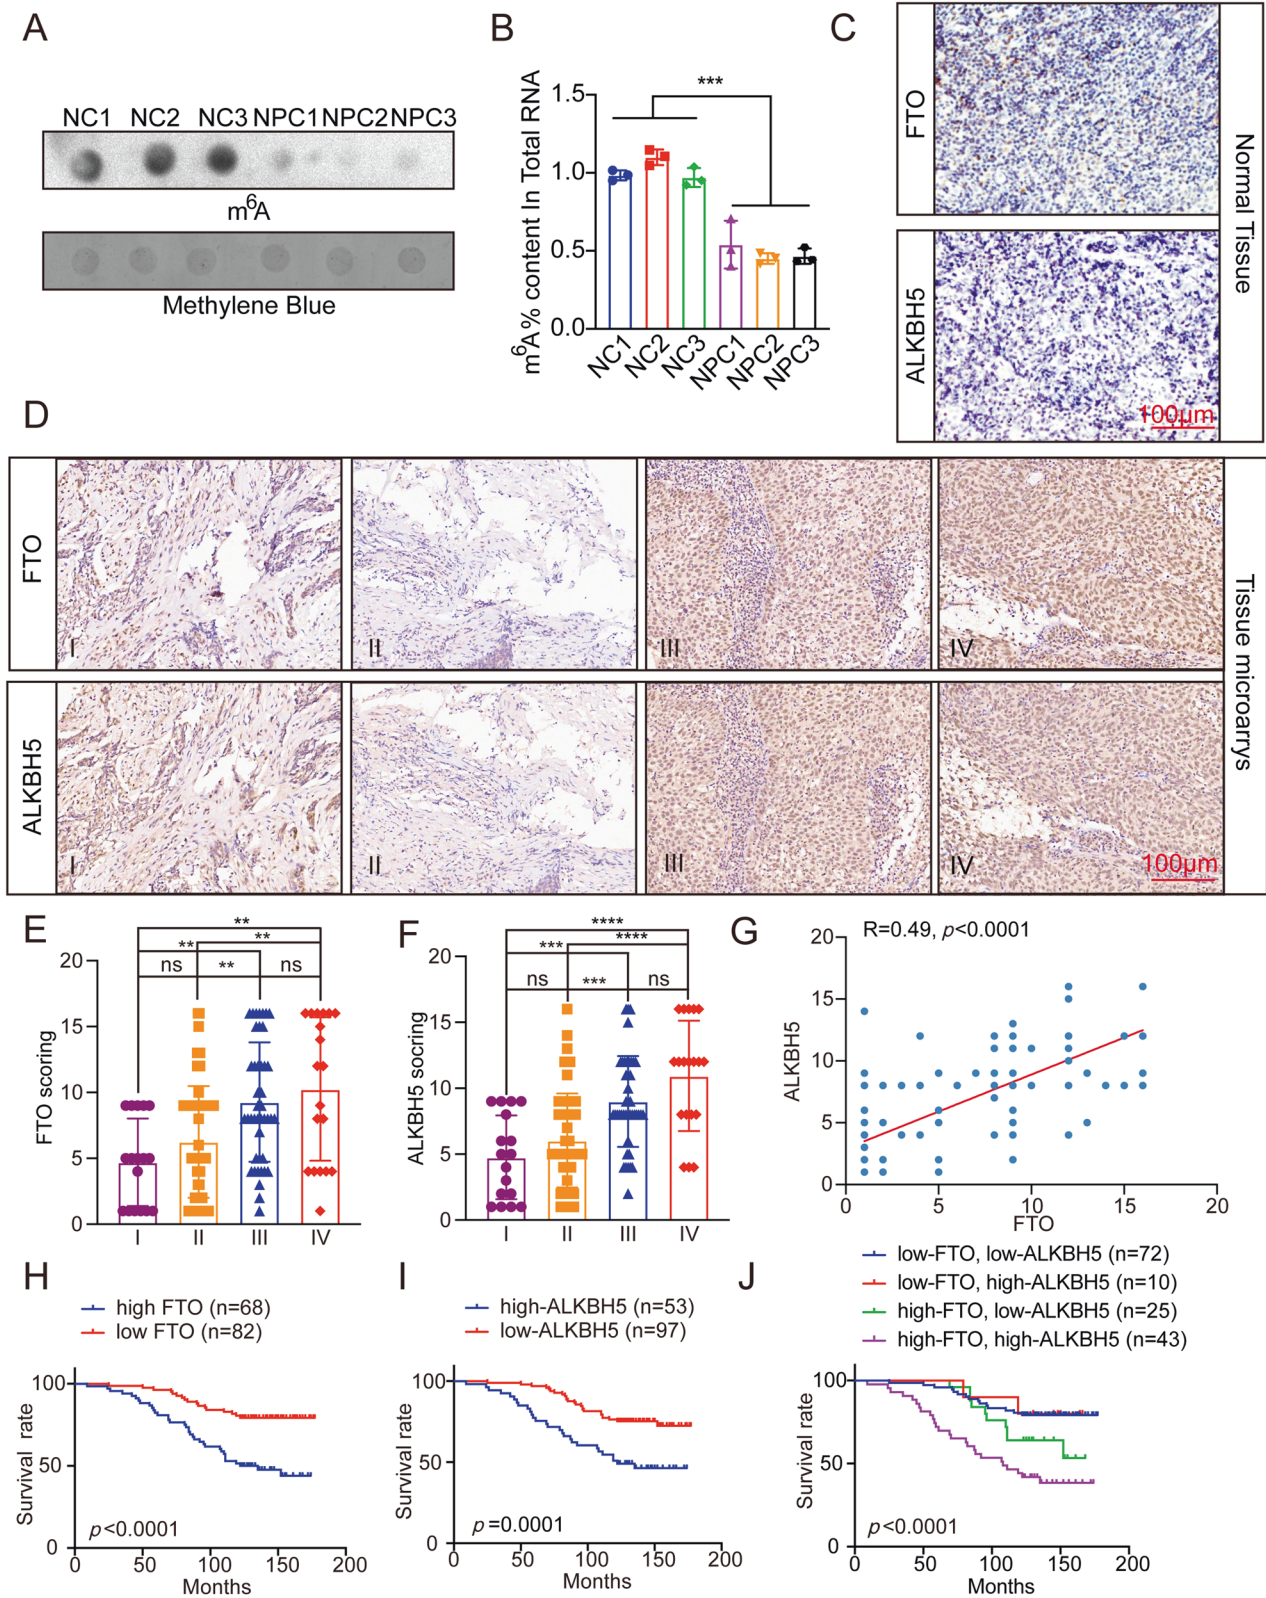 A
NC1 NC2 NC3 NPC1 NPC2 NPC3
m6A
Methylene Blue
B
m6A% content In Total RNA
1.5
1.0
0.5
0.0
***
NC1 NC2 NC3 NPC1 NPC2 NPC3
C
FTO
ALKBH5
Normal Tissue
100μm
D
FTO
I II III IV
ALKBH5
I II III IV
100μm
Tissue microarrys
E
FTO scoring
20
15
10
5
0
**
** **
ns ** ns
I II III IV
F
ALKBH5 socring
20
15
10
5
0
****
*** ****
ns *** ns
I II III IV
G
R=0.49, p<0.0001
ALKBH5
20
15
10
5
0
0 5 10 15 20
FTO
H
high FTO (n=68)
low FTO (n=82)
Survival rate
100
50
0
p<0.0001
0 50 100 150 200
Months
I
high-ALKBH5 (n=53)
low-ALKBH5 (n=97)
Survival rate
100
50
0
p=0.0001
0 50 100 150 200
Months
J
low-FTO, low-ALKBH5 (n=72)
low-FTO, high-ALKBH5 (n=10)
high-FTO, low-ALKBH5 (n=25)
high-FTO, high-ALKBH5 (n=43)
Survival rate
100
50
0
p<0.0001
0 50 100 150 200
Months